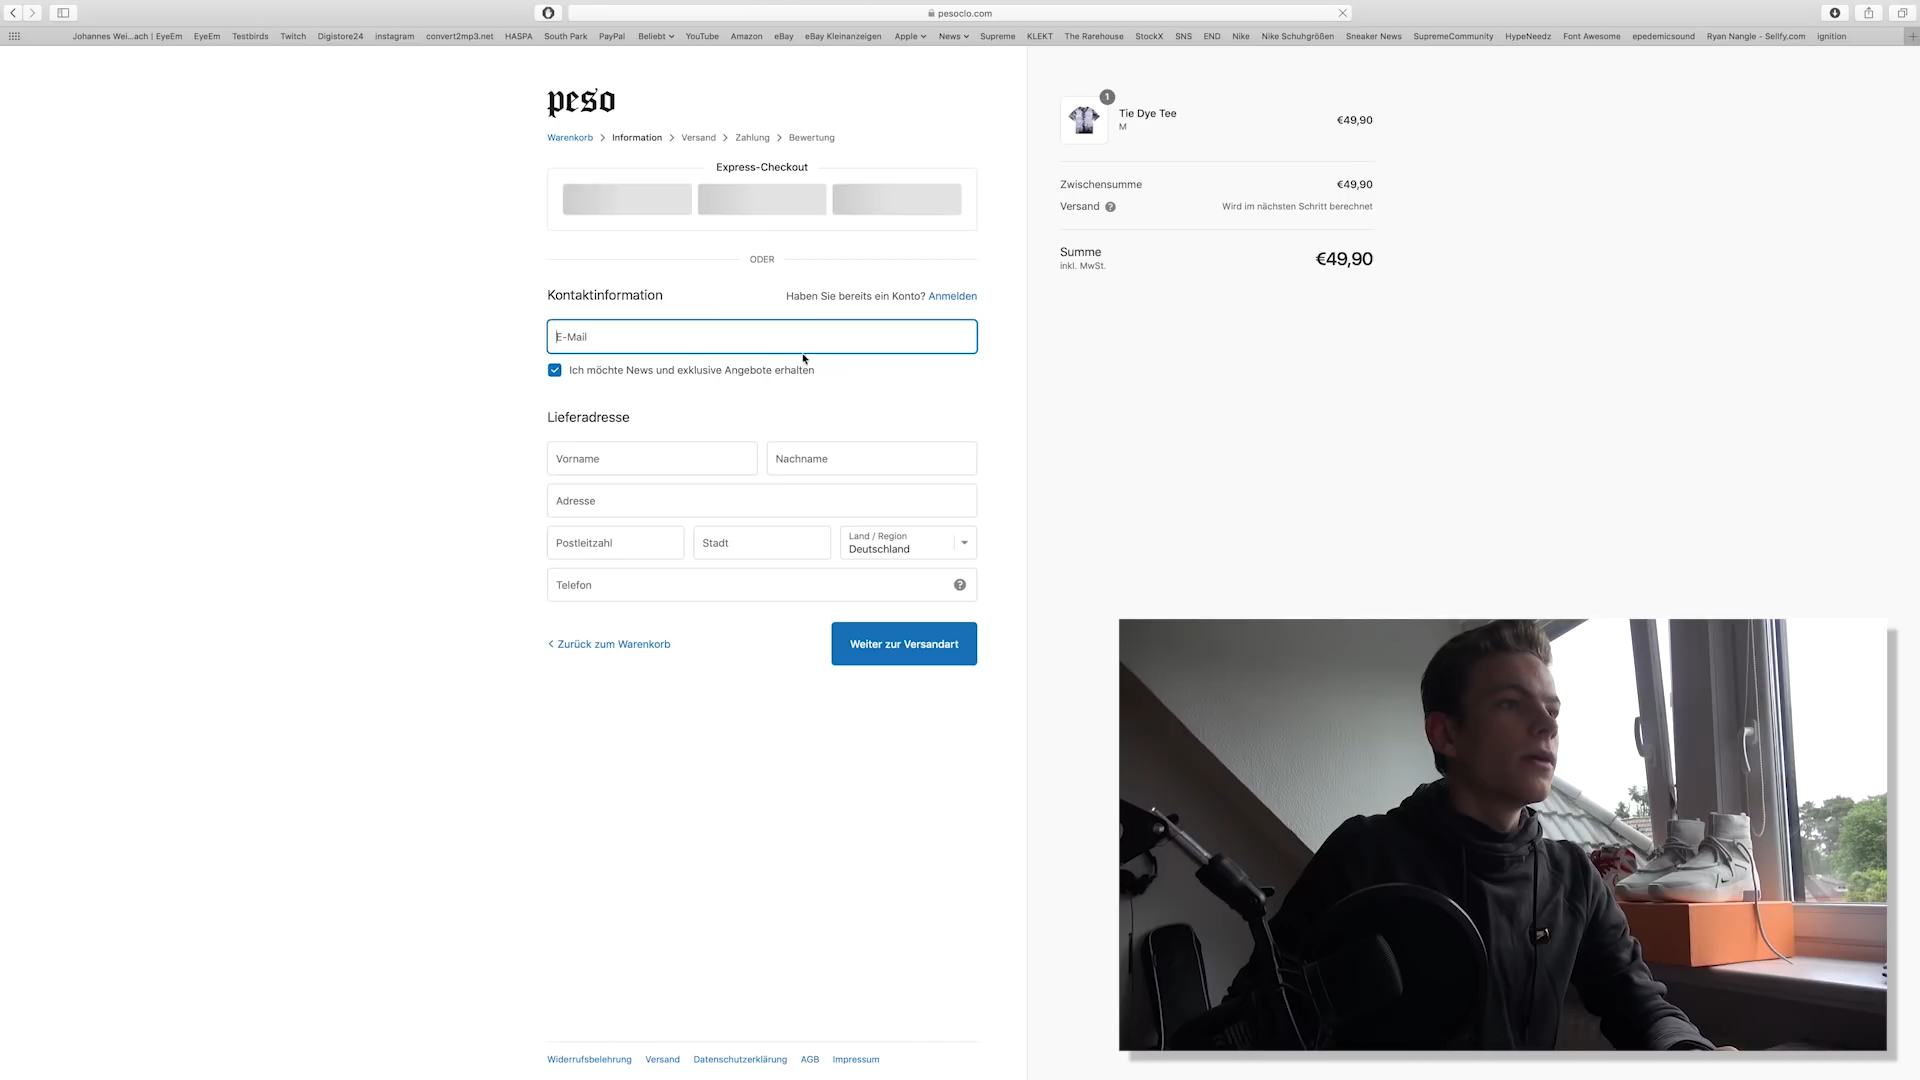 pesoclo.com
Johannes Wei...ach | EyeEm EyeEm Testbirds Twitch Digistore24 instagram convert2mp3.net HASPA South Park PayPal Beliebt YouTube Amazon eBay eBay Kleinanzeigen Apple News Supreme KLEKT The Rarehouse StockX SNS END Nike Nike Schuhgrößen Sneaker News SupremeCommunity HypeNeedz Font Awesome epedemicsound Ryan Nangle - Sellfy.com ignition
peso
Warenkorb > Information > Versand > Zahlung > Bewertung
Express-Checkout
ODER
Kontaktinformation
Haben Sie bereits ein Konto? Anmelden
E-Mail
Ich möchte News und exklusive Angebote erhalten
Lieferadresse
Vorname
Nachname
Adresse
Postleitzahl
Stadt
Land / Region
Deutschland
Telefon
?
< Zurück zum Warenkorb
Weiter zur Versandart
Widerrufsbelehrung Versand Datenschutzerklärung AGB Impressum
1
Tie Dye Tee
M
€49,90
Zwischensumme €49,90
Versand ? Wird im nächsten Schritt berechnet
Summe
inkl. MwSt.
€49,90